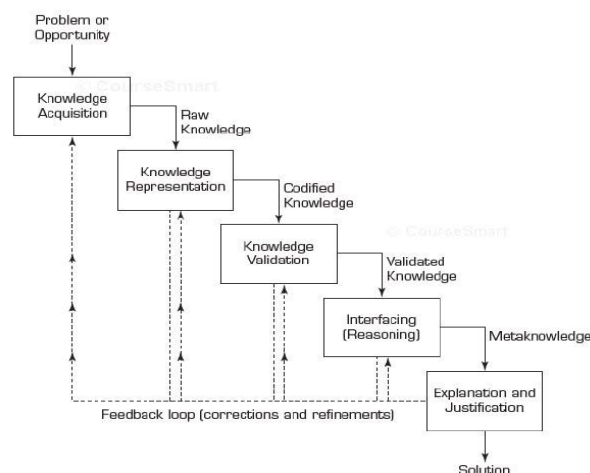 Problem or
Opportunity
© CourseSmart
Knowledge
Acquisition
Raw
Knowledge
Knowledge
Representation
Codified
Knowledge
© CourseSmart
Knowledge
Validation
Validated
Knowledge
Interfacing
(Reasoning)
Metaknowledge
Explanation and
Justification
Feedback loop (corrections and refinements)
Solution